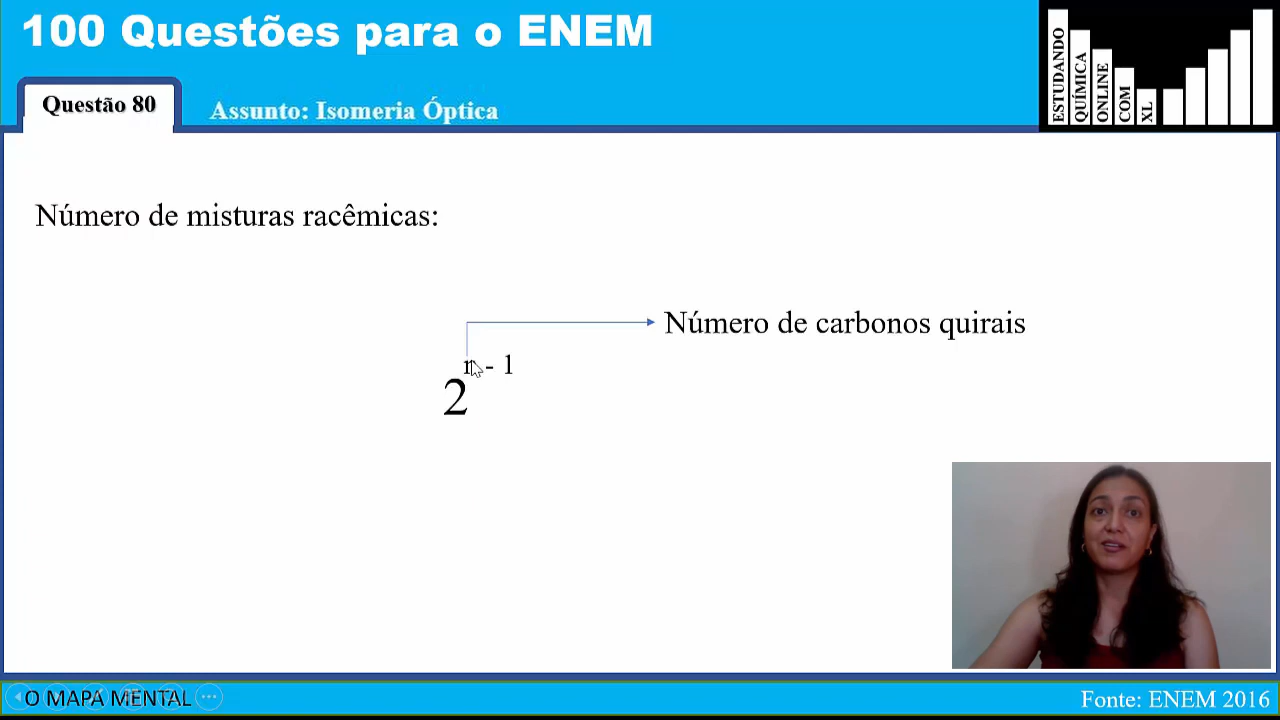 100 Questões para o ENEM
Questão 80
Assunto: Isomeria Óptica
ESTUDANDO
QUÍMICA
ONLINE
COM
XL
Número de misturas racêmicas:
Número de carbonos quirais
2
n - 1
O MAPA MENTAL
Fonte: ENEM 2016